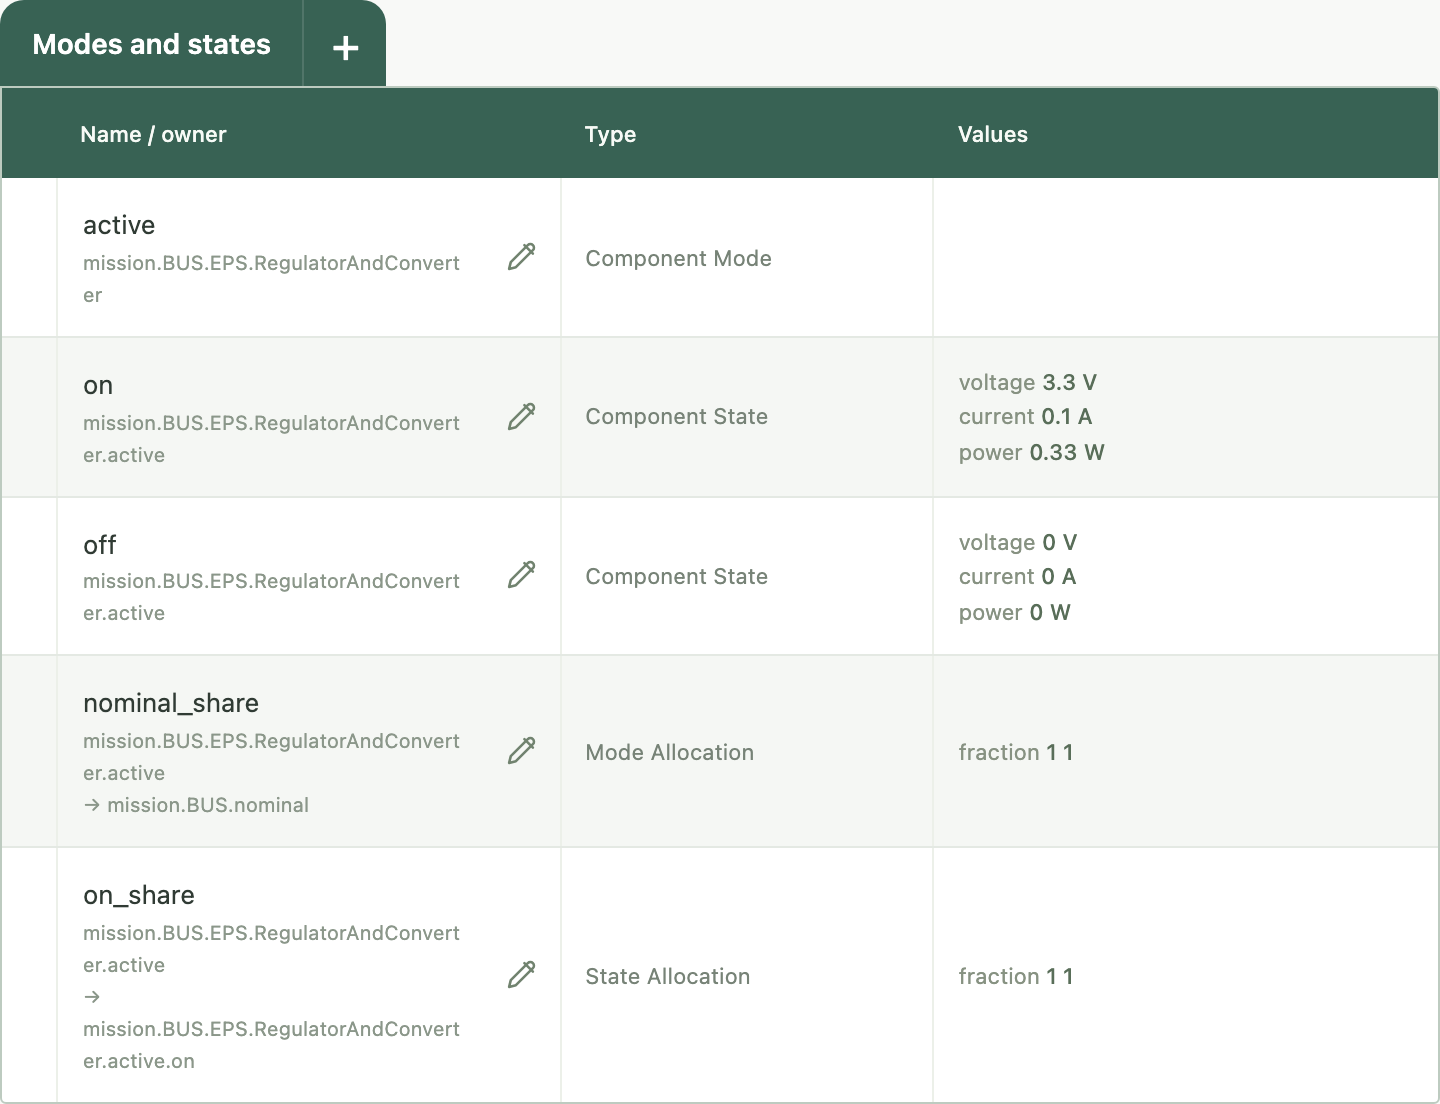 Modes and states +
Name / owner Type Values
active
mission.BUS.EPS.RegulatorAndConvert
er
Component Mode
on
mission.BUS.EPS.RegulatorAndConvert
er.active
Component State
voltage 3.3 V
current 0.1 A
power 0.33 W
off
mission.BUS.EPS.RegulatorAndConvert
er.active
Component State
voltage 0 V
current 0 A
power 0 W
nominal_share
mission.BUS.EPS.RegulatorAndConvert
er.active
→ mission.BUS.nominal
Mode Allocation
fraction 1 1
on_share
mission.BUS.EPS.RegulatorAndConvert
er.active
→
mission.BUS.EPS.RegulatorAndConvert
er.active.on
State Allocation
fraction 1 1